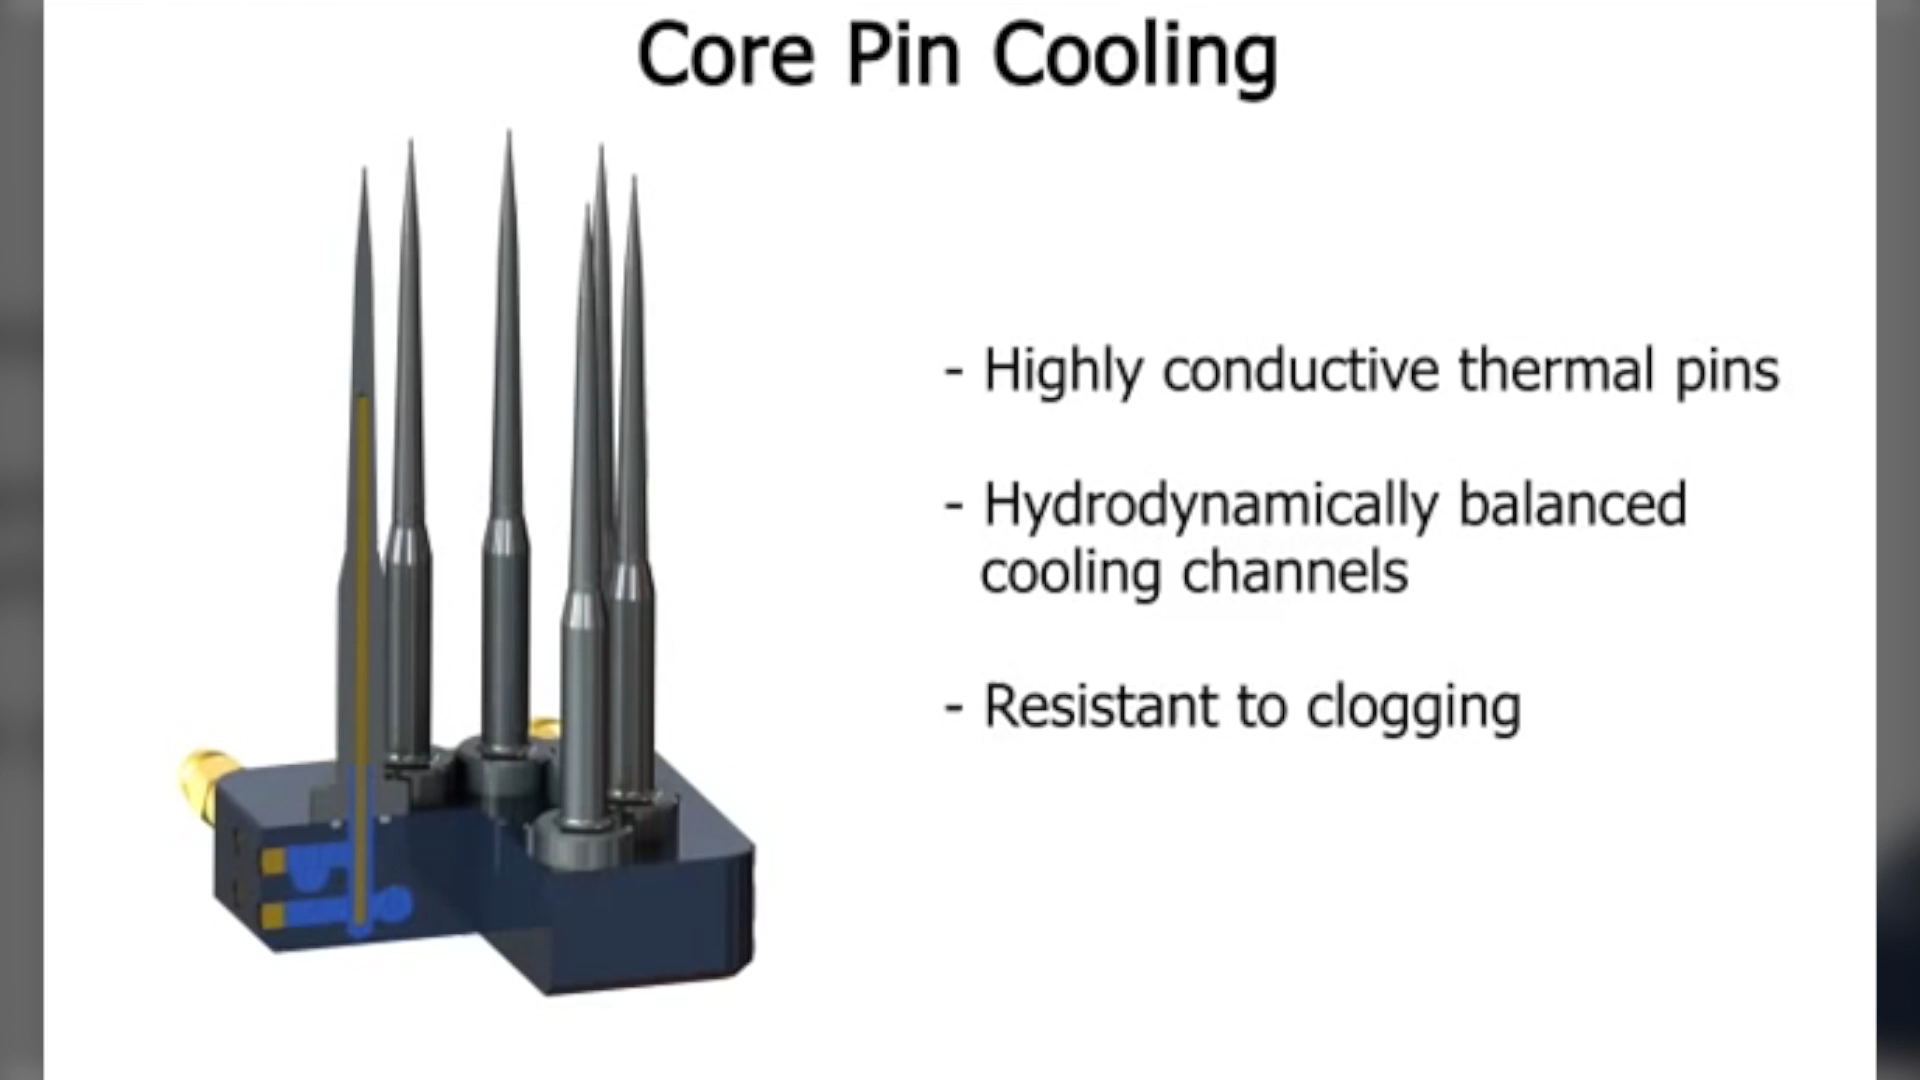 Core Pin Cooling
- Highly conductive thermal pins
- Hydrodynamically balanced
cooling channels
- Resistant to clogging